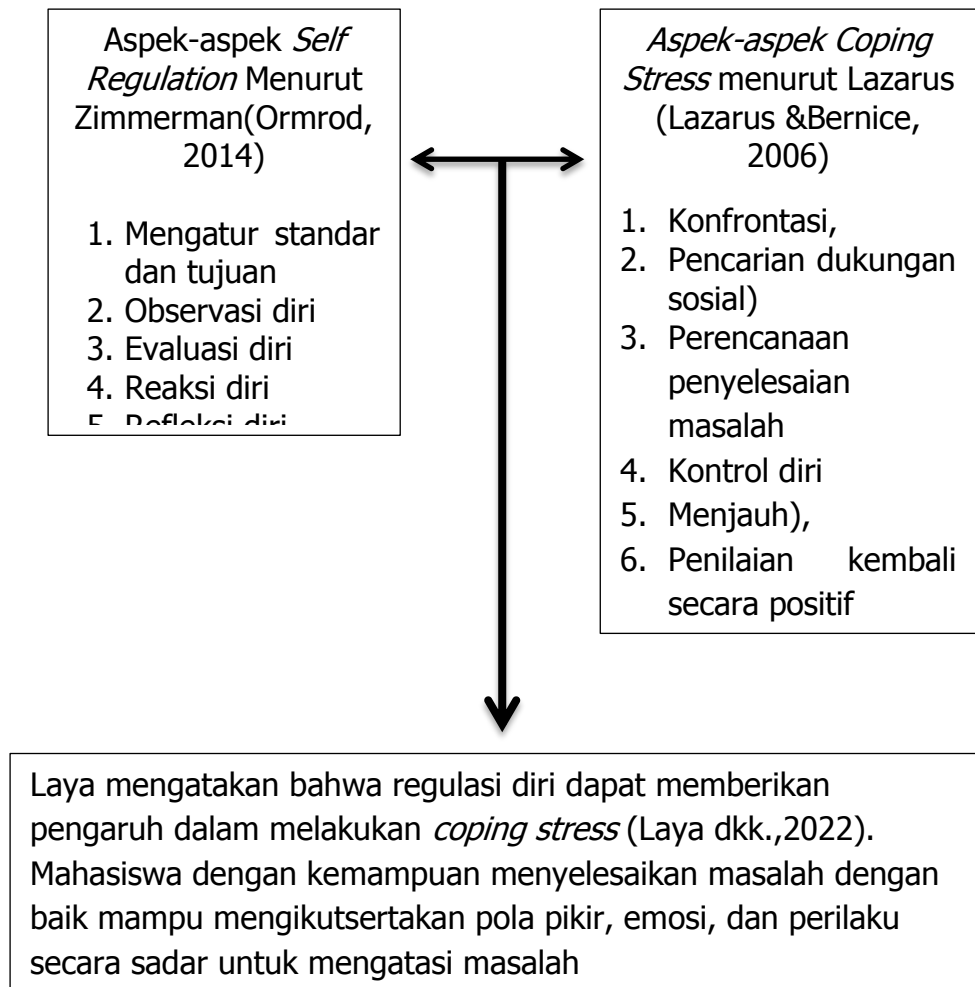 Aspek-aspek Self
Regulation Menurut
Zimmerman(Ormrod,
2014)
1. Mengatur standar
dan tujuan
2. Observasi diri
3. Evaluasi diri
4. Reaksi diri
5. Refleksi diri
Aspek-aspek Coping
Stress menurut Lazarus
(Lazarus &Bernice,
2006)
1. Konfrontasi,
2. Pencarian dukungan
sosial)
3. Perencanaan
penyelesaian
masalah
4. Kontrol diri
5. Menjauh),
6. Penilaian kembali
secara positif
Laya mengatakan bahwa regulasi diri dapat memberikan
pengaruh dalam melakukan coping stress (Laya dkk.,2022).
Mahasiswa dengan kemampuan menyelesaikan masalah dengan
baik mampu mengikutsertakan pola pikir, emosi, dan perilaku
secara sadar untuk mengatasi masalah